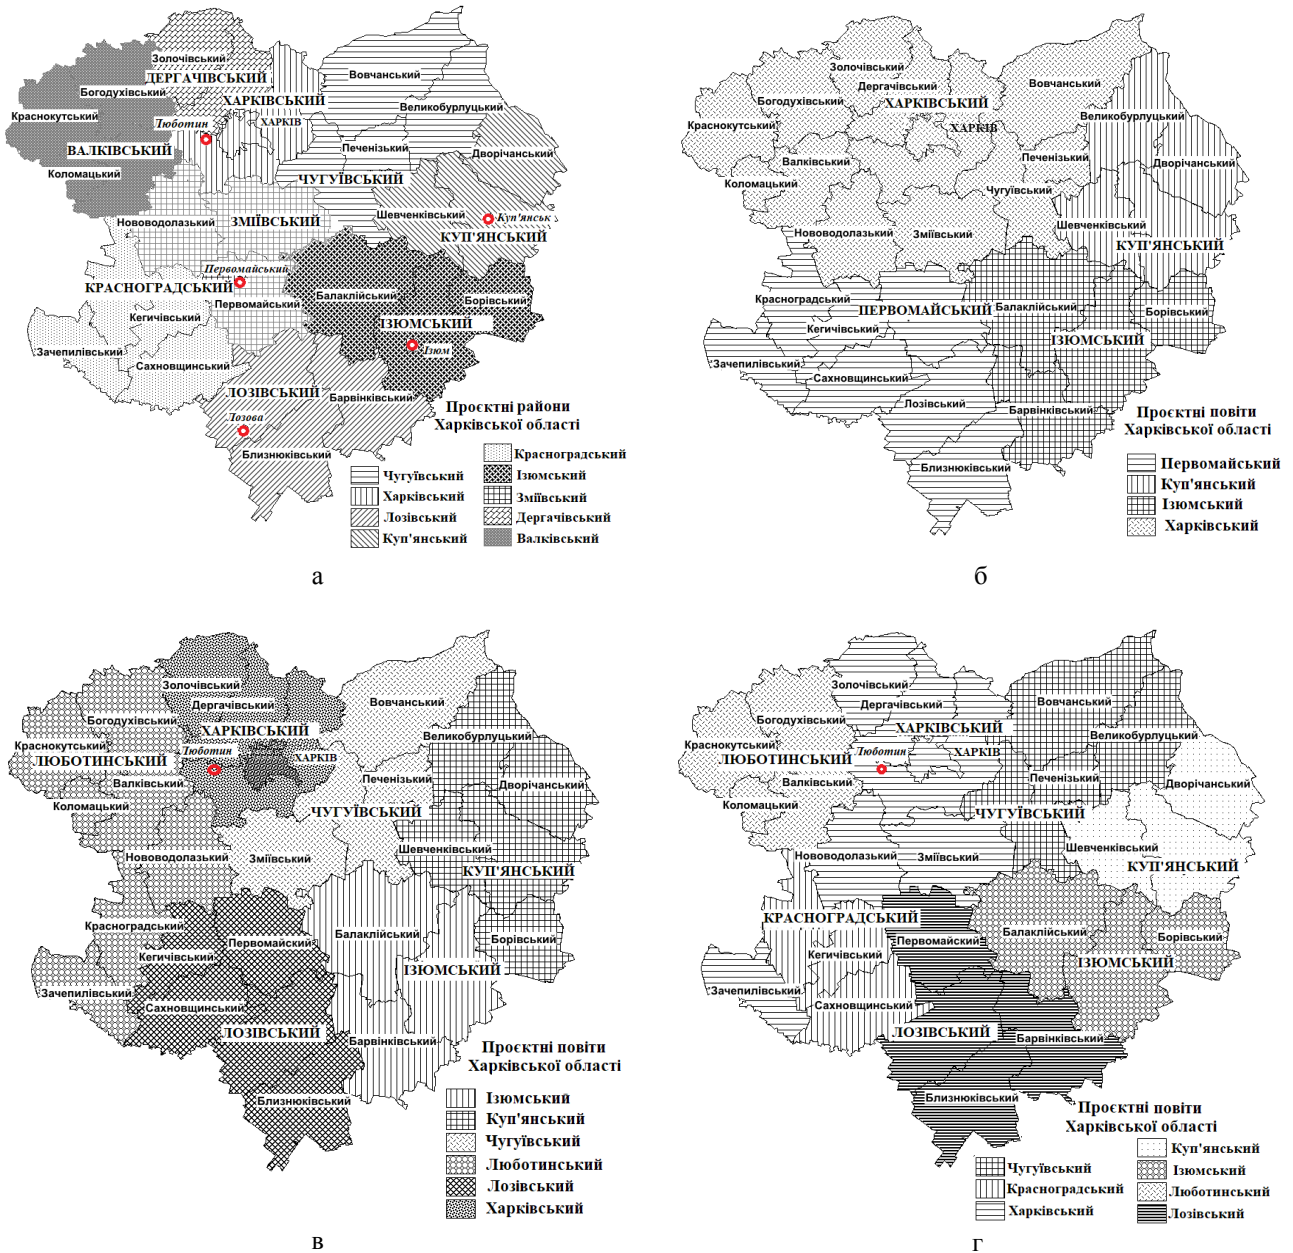 Золочівський
ДЕРГАЧІВСЬКИЙ
Вовчанський
Богодухівський
ХАРКІВСЬКИЙ
Великобурлуцький
Краснокутський
Люботин
ХАРКІВ
ВАЛКІВСЬКИЙ
Печенізький
Дворічанський
Коломацький
ЧУГУЇВСЬКИЙ
Нововодолазький
ЗМІЇВСЬКИЙ
Шевченківський
Куп'янськ
КУП'ЯНСЬКИЙ
Первомайський
КРАСНОГРАДСЬКИЙ
Балаклійський
Борівський
Первомайський
Кегичівський
ІЗЮМСЬКИЙ
Зачепилівський
Ізюм
Сахновщинський
ЛОЗІВСЬКИЙ
Барвінківський
Лозова
Близнюківський
Проєктні райони
Харківської області
Чугуївський
Харківський
Лозівський
Куп'янський
Красноградський
Ізюмський
Зміївський
Дергачівський
Валківський
а
Золочівський
Вовчанський
Дергачівський
Богодухівський
ХАРКІВСЬКИЙ
Великобурлуцький
Краснокутський
ХАРКІВ
Валківський
Печенізький
Дворічанський
Коломацький
Чугуївський
Нововодолазький
Зміївський
Шевченківський
КУП'ЯНСЬКИЙ
Красноградський
ПЕРВОМАЙСЬКИЙ
Балаклійський
Борівський
Кегичівський
ІЗЮМСЬКИЙ
Зачепилівський
Сахновщинський
Лозівський
Барвінківський
Близнюківський
Проєктні повіти
Харківської області
Первомайський
Куп'янський
Ізюмський
Харківський
б
Золочівський
Вовчанський
Дергачівський
Богодухівський
ХАРКІВСЬКИЙ
Великобурлуцький
Краснокутський
Люботин
ХАРКІВ
ЛЮБОТИНСЬКИЙ
Валківський
Печенізький
Дворічанський
Коломацький
ЧУГУЇВСЬКИЙ
Нововодолазький
Зміївський
Шевченківський
КУП'ЯНСЬКИЙ
Красноградський
Первомайский
Балаклійський
Борівський
Кегичівський
ІЗЮМСЬКИЙ
Зачепилівський
Сахновщинський
ЛОЗІВСЬКИЙ
Барвінківський
Близнюківський
Проєктні повіти
Харківської області
Ізюмський
Куп'янський
Чугуївський
Люботинський
Лозівський
Харківський
в
Золочівський
Вовчанський
Дергачівський
Богодухівський
ХАРКІВСЬКИЙ
Великобурлуцький
Краснокутський
Люботин
ХАРКІВ
ЛЮБОТИНСЬКИЙ
Валківський
Печенізький
Дворічанський
Коломацький
ЧУГУЇВСЬКИЙ
Нововодолазький
Зміївський
Шевченківський
КУП'ЯНСЬКИЙ
КРАСНОГРАДСЬКИЙ
Первомайский
Балаклійський
Борівський
Кегичівський
ІЗЮМСЬКИЙ
Зачепилівський
Сахновщинський
ЛОЗІВСЬКИЙ
Барвінківський
Близнюківський
Проєктні повіти
Харківської області
Чугуївський
Красноградський
Харківський
Куп'янський
Ізюмський
Люботинський
Лозівський
г